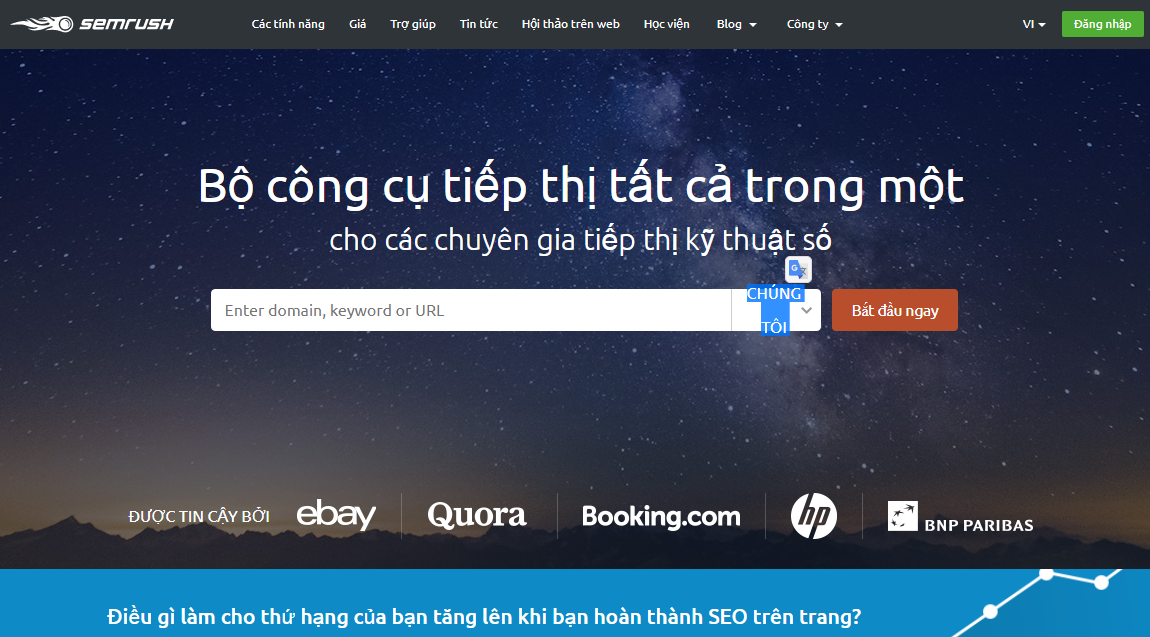 semrush Các tính năng Giá Trợ giúp Tin tức Hội thảo trên web Học viện Blog Công ty VI Đăng nhập
Bộ công cụ tiếp thị tất cả trong một
cho các chuyên gia tiếp thị kỹ thuật số
Enter domain, keyword or URL
CHÚNG
TÔI
Bắt đầu ngay
ĐƯỢC TIN CẬY BỞI ebay Quora Booking.com hp BNP PARIBAS
Điều gì làm cho thứ hạng của bạn tăng lên khi bạn hoàn thành SEO trên trang?